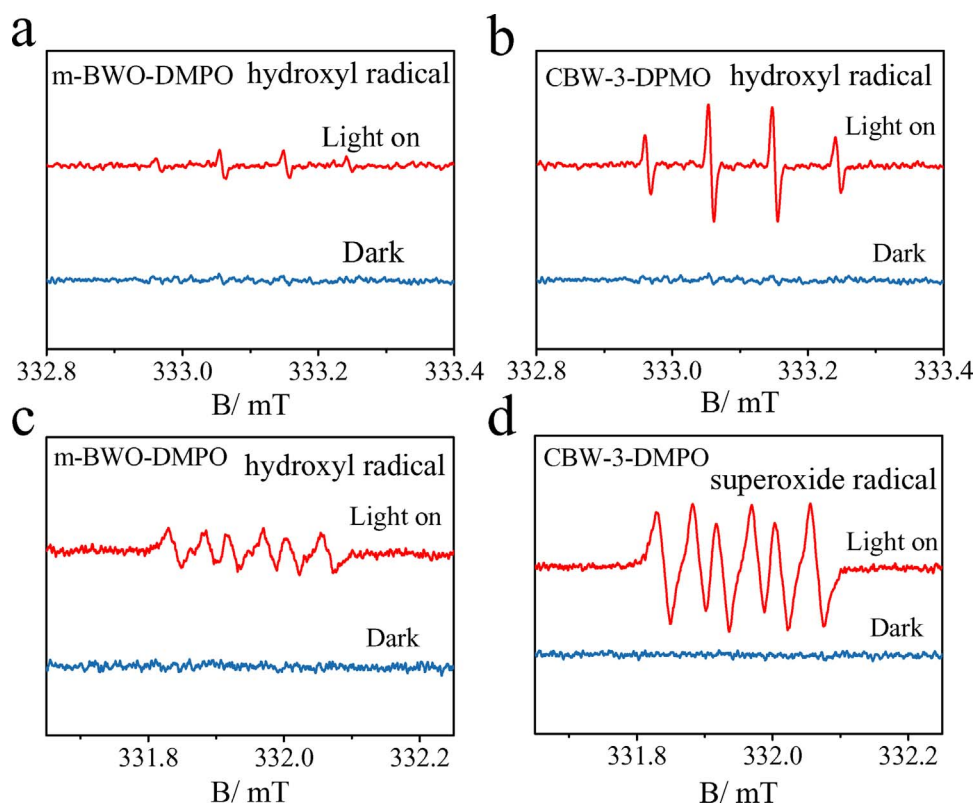 a
m-BWO-DMPO hydroxyl radical
Light on
Dark
332.8 333.0 333.2 333.4
B/ mT
b
CBW-3-DPMO hydroxyl radical
Light on
Dark
332.8 333.0 333.2 333.4
B/ mT
c
m-BWO-DMPO hydroxyl radical
Light on
Dark
331.8 332.0 332.2
B/ mT
d
CBW-3-DMPO
superoxide radical
Light on
Dark
331.8 332.0 332.2
B/ mT